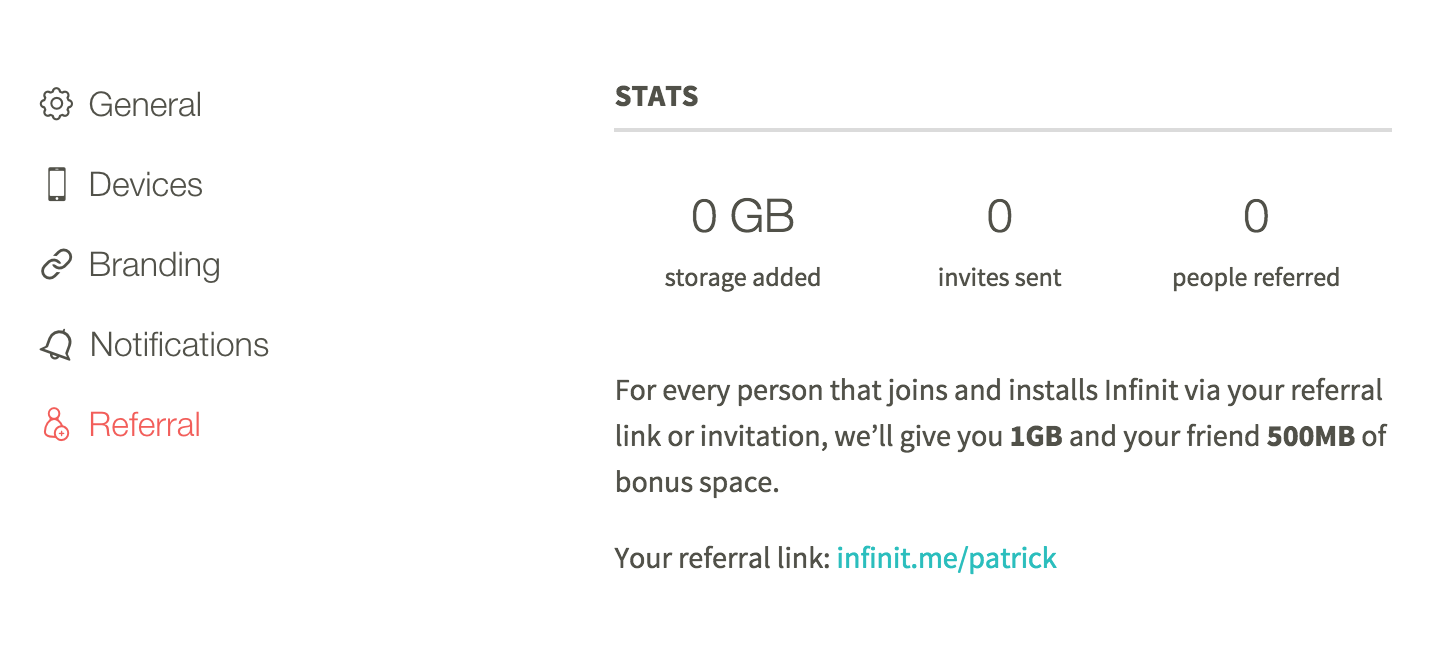 General
Devices
Branding
Notifications
Referral
STATS
0 GB
storage added
0
invites sent
0
people referred
For every person that joins and installs Infinit via your referral
link or invitation, we’ll give you 1GB and your friend 500MB of
bonus space.
Your referral link: infinit.me/patrick